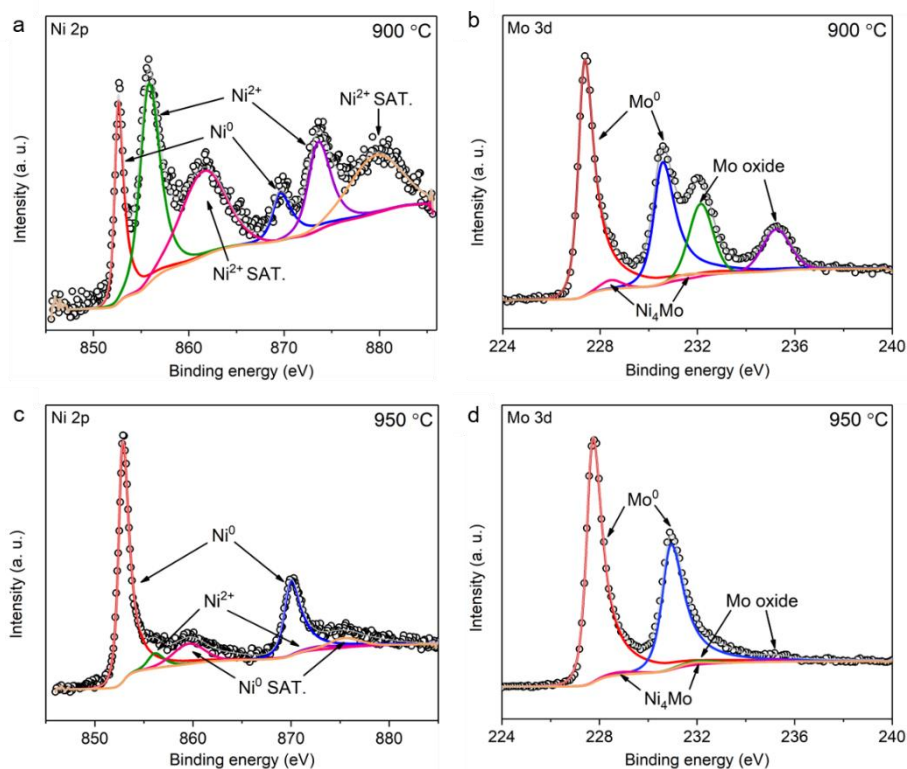 a
Ni 2p
900 °C
Ni²⁺
Ni²⁺ SAT.
Ni⁰
Ni²⁺ SAT.
Intensity (a. u.)
850 860 870 880
Binding energy (eV)
b
Mo 3d
900 °C
Mo⁰
Mo oxide
Ni₄Mo
Intensity (a. u.)
224 228 232 236 240
Binding energy (eV)
c
Ni 2p
950 °C
Ni⁰
Ni²⁺
Ni⁰ SAT.
Intensity (a. u.)
850 860 870 880
Binding energy (eV)
d
Mo 3d
950 °C
Mo⁰
Mo oxide
Ni₄Mo
Intensity (a. u.)
224 228 232 236 240
Binding energy (eV)